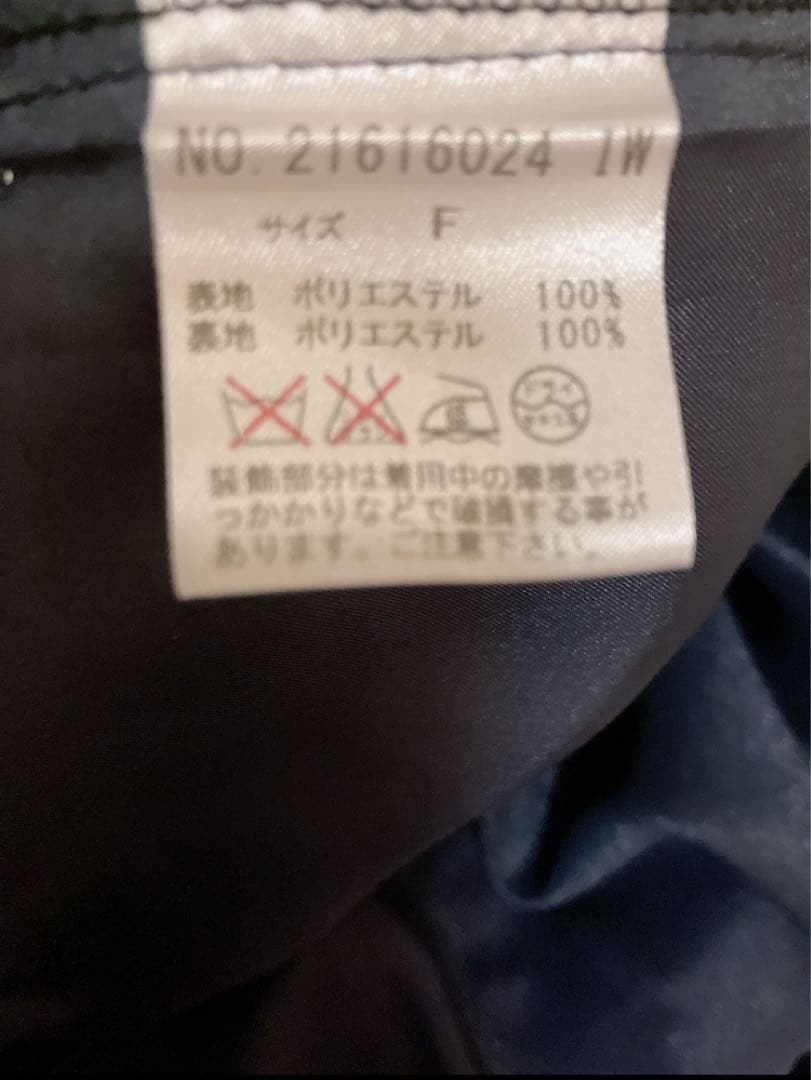 NO. 21616024 IW
サイズ F
表地 ポリエステル 100%
裏地 ポリエステル 100%
装飾部分は着用中の摩擦や引
っかかりなどで破損する事が
あります。ご注意下さい。